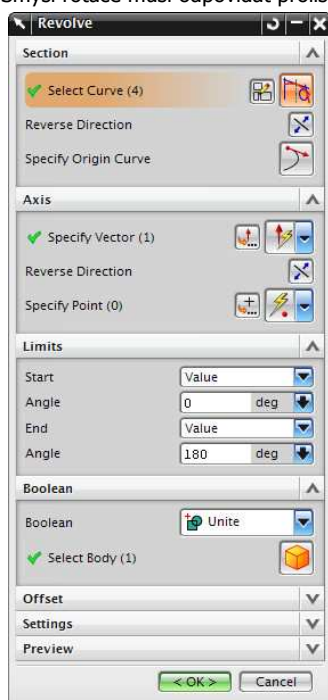 Revolve
Section
Select Curve (4)
Reverse Direction
Specify Origin Curve
Axis
Specify Vector (1)
Reverse Direction
Specify Point (0)
Limits
Start Value
Angle 0 deg
End Value
Angle 180 deg
Boolean
Boolean Unite
Select Body (1)
Offset
Settings
Preview
< OK > Cancel